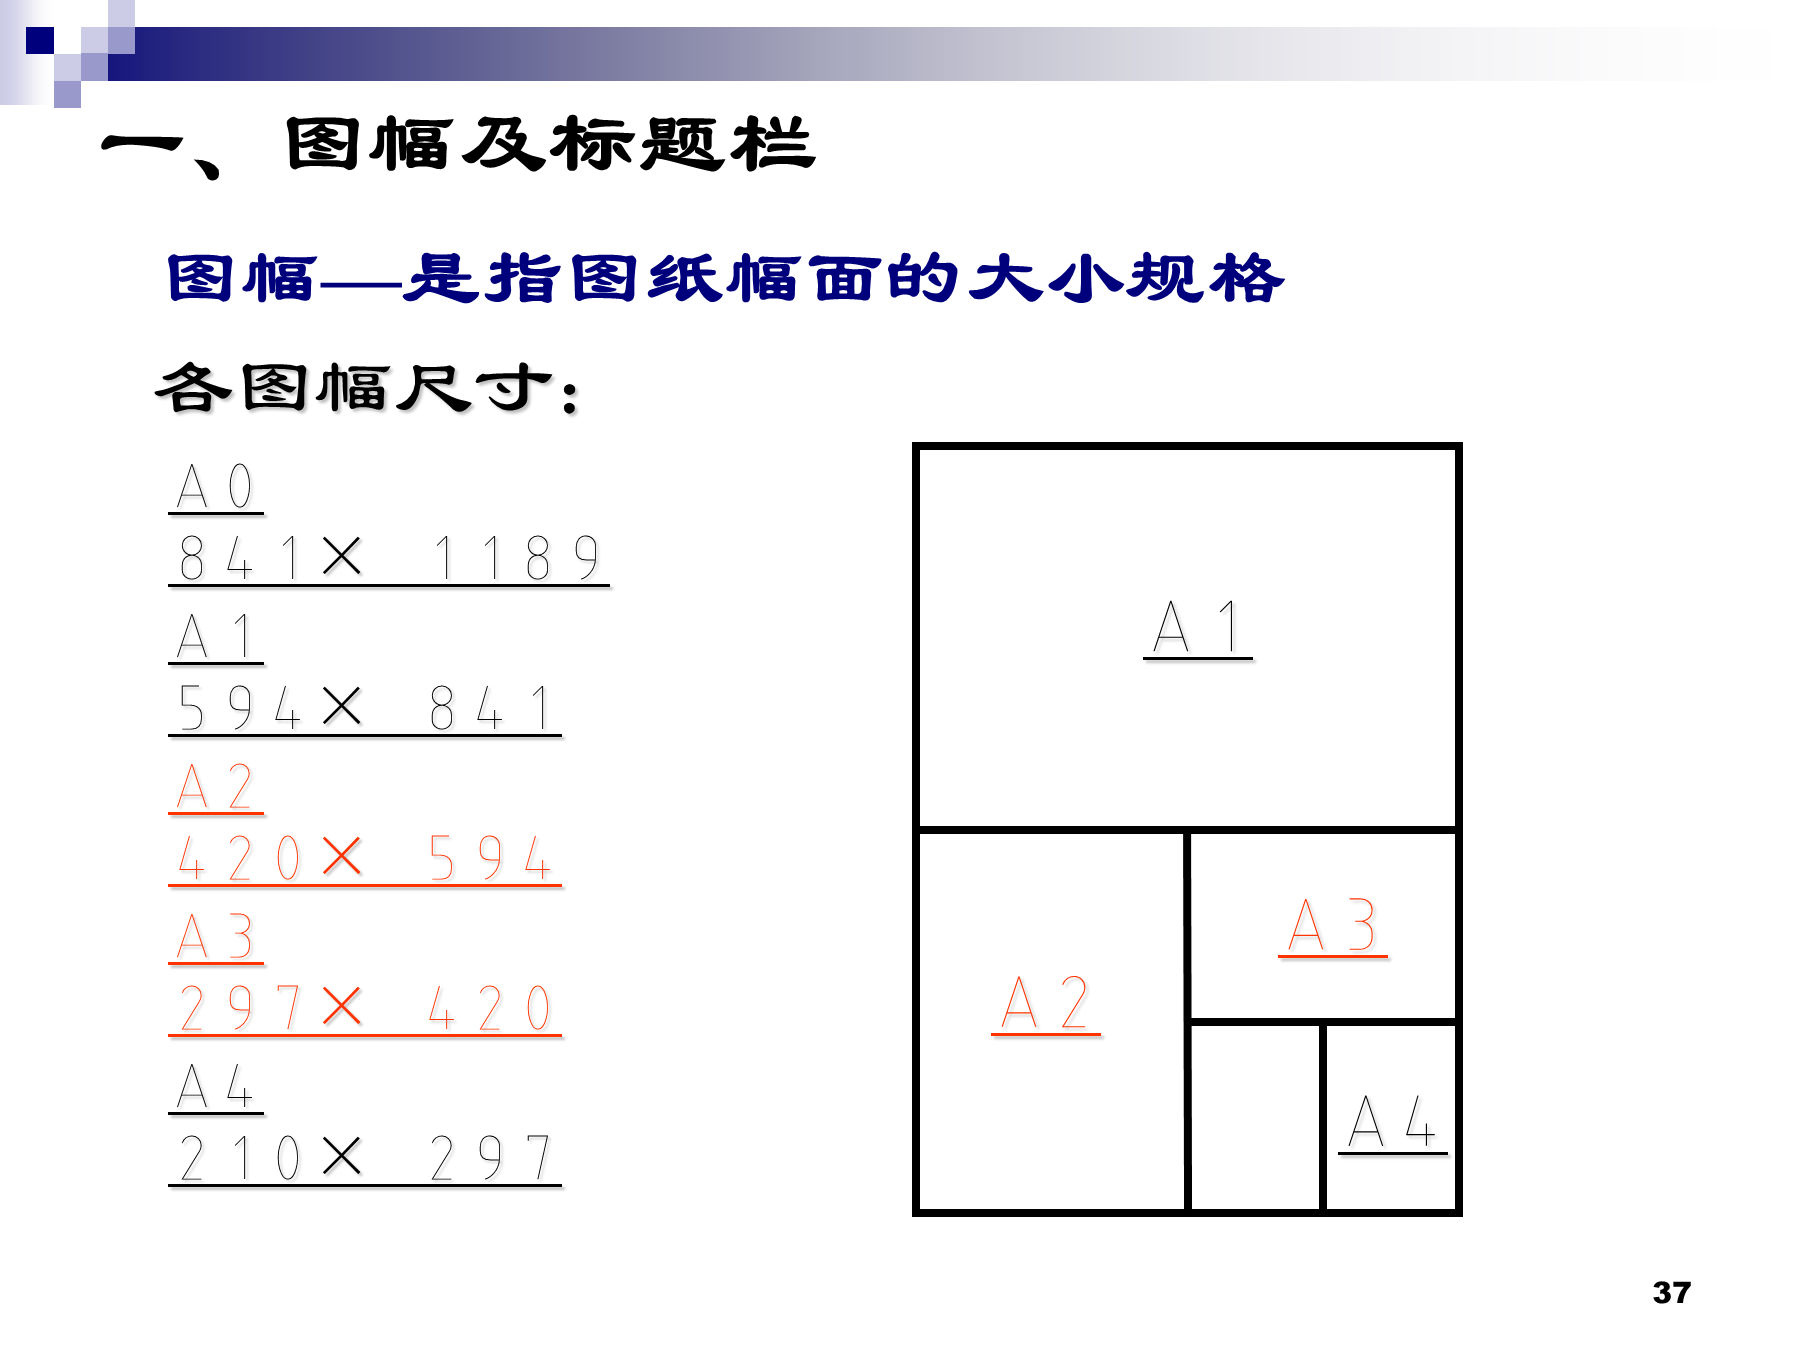 一、图幅及标题栏
图幗—是指图纸幅面的大小规格
各图幅尺寸：
A0
841× 1189
A1
594× 841
A2
420× 594
A3
297× 420
A4
210× 297
A1
A3
A2
A4
37